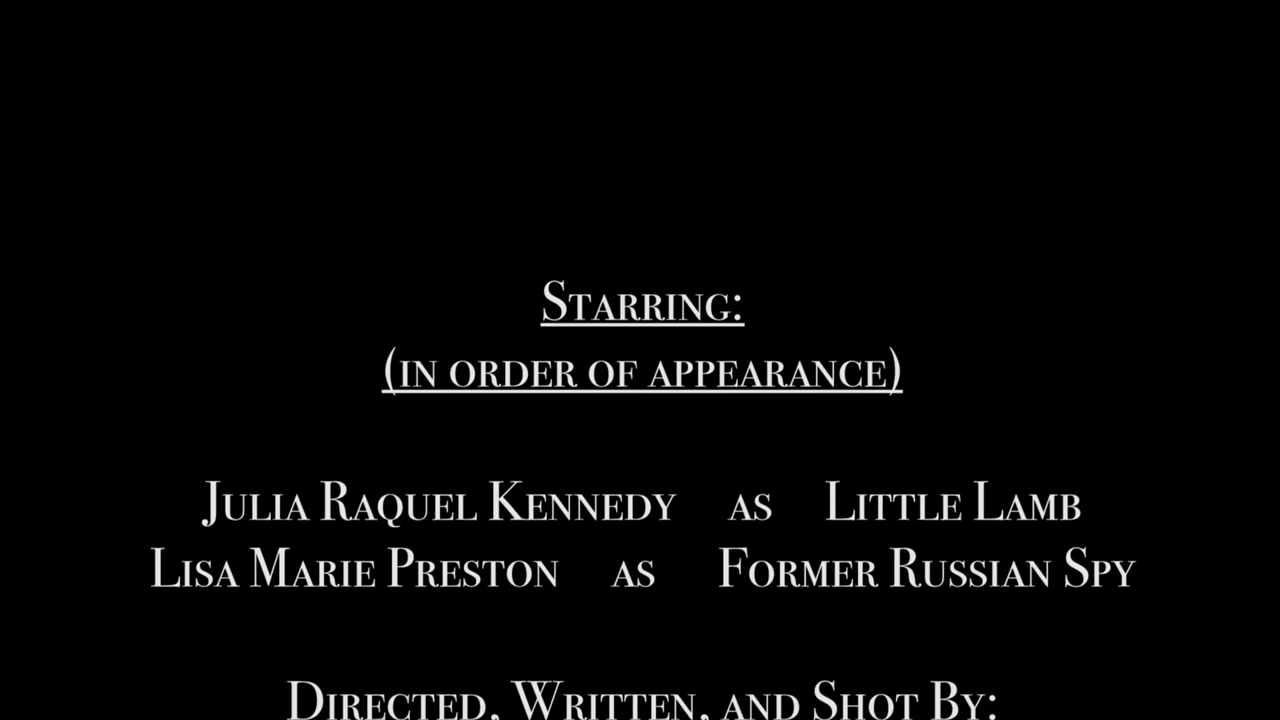 Starring:
(in order of appearance)
Julia Raquel Kennedy as Little Lamb
Lisa Marie Preston as Former Russian Spy
Directed, Written, and Shot By: